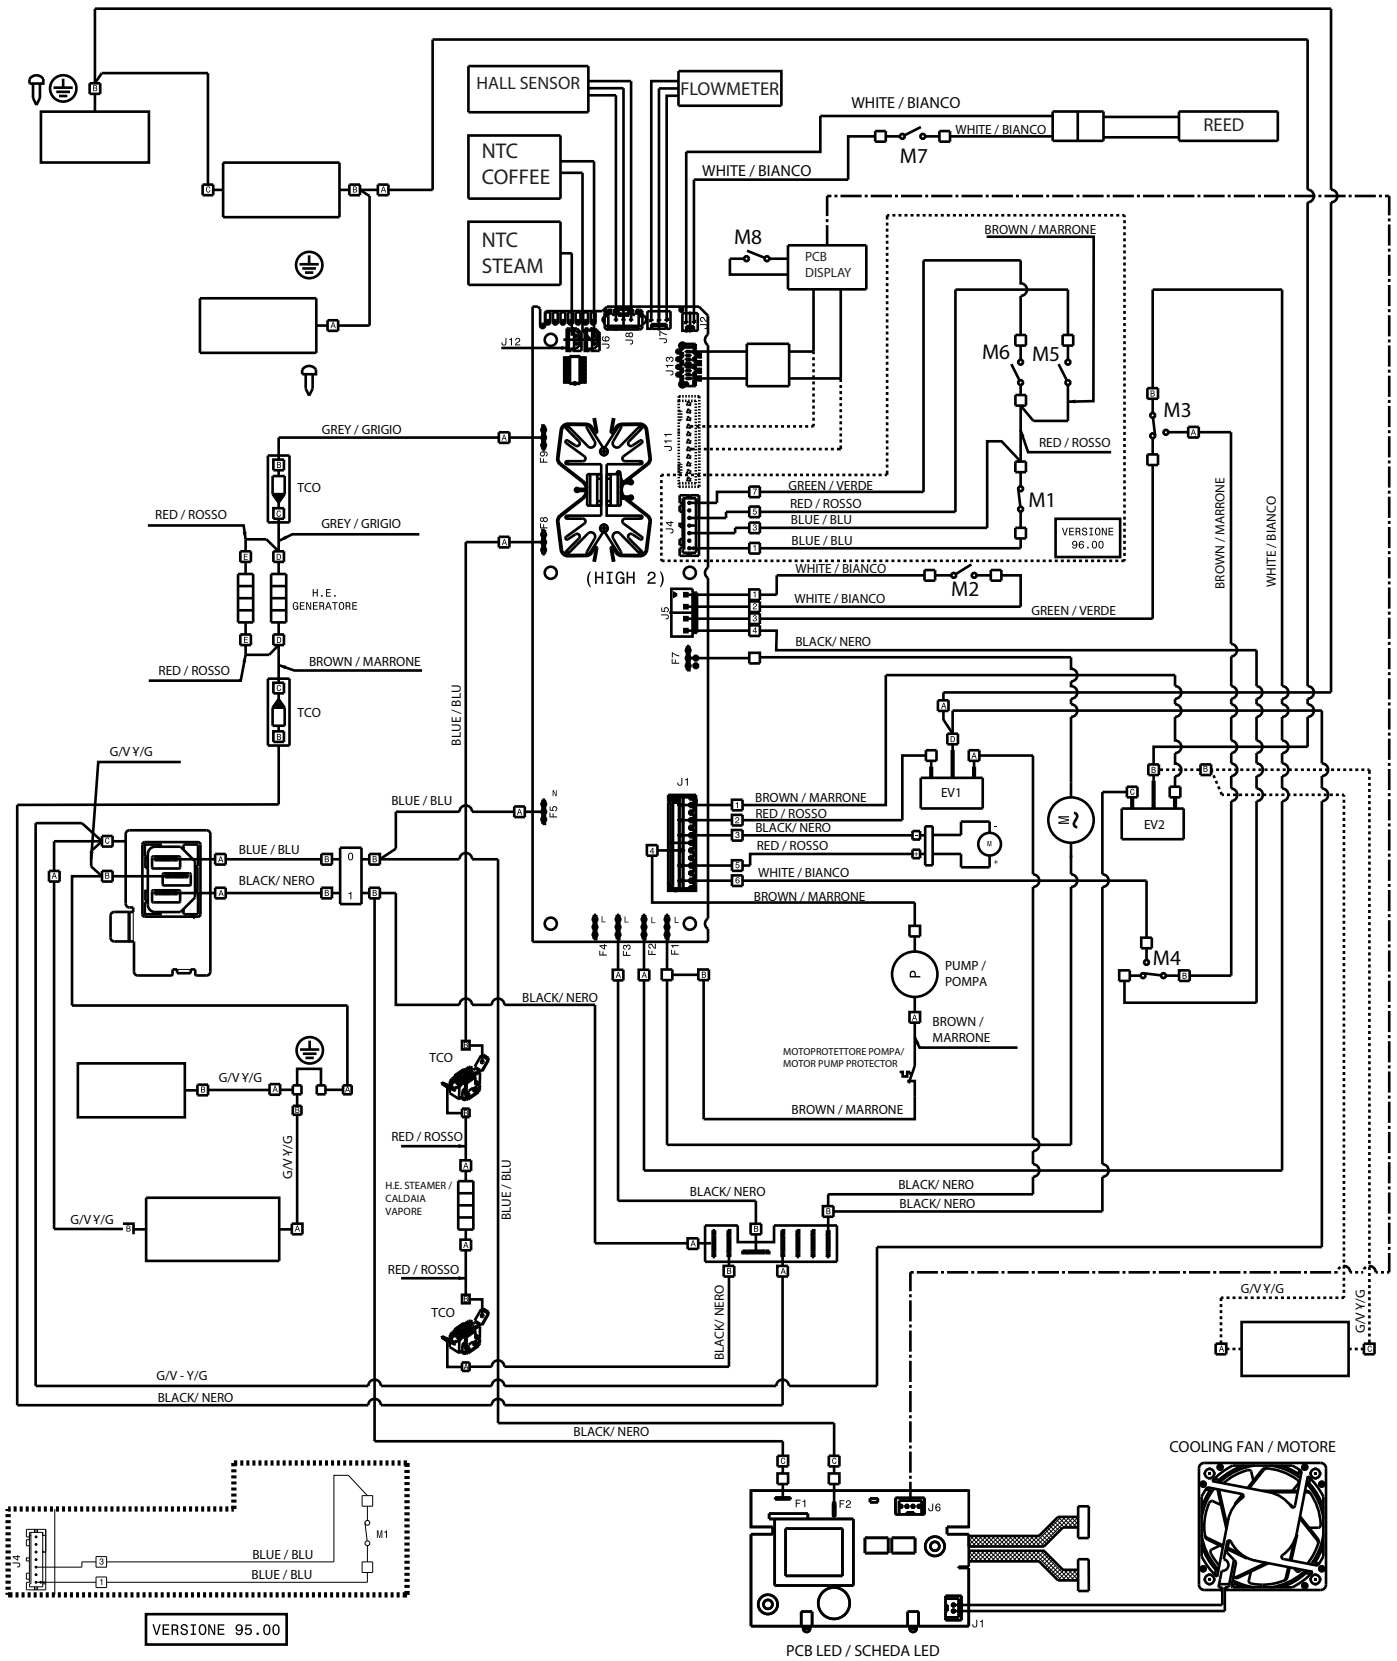 HALL SENSOR
FLOWMETER
WHITE / BIANCO
REED
M7
WHITE / BIANCO
WHITE / BIANCO
NTC
COFFEE
NTC
STEAM
M8
PCB
DISPLAY
BROWN / MARRONE
J12
J6
J8
J7
J2
J13
J11
J4
M6
M5
M3
RED / ROSSO
M1
GREY / GRIGIO
F9
TCO
GREEN / VERDE
RED / ROSSO
BLUE / BLU
BLUE / BLU
VERSIONE
96.00
RED / ROSSO
GREY / GRIGIO
F8
(HIGH 2)
H.E.
GENERATORE
WHITE / BIANCO
M2
WHITE / BIANCO
GREEN / VERDE
BLACK/ NERO
J5
F7
BROWN / MARRONE
WHITE / BIANCO
RED / ROSSO
BROWN / MARRONE
TCO
BLUE / BLU
G/V Y/G
BLUE / BLU
N
F5
J1
BROWN / MARRONE
RED / ROSSO
BLACK/ NERO
RED / ROSSO
WHITE / BIANCO
BROWN / MARRONE
EV1
M
M
EV2
BLUE / BLU
BLACK/ NERO
0
1
L L L L
F4 F3 F2 F1
M4
P
PUMP /
POMPA
BLACK/ NERO
BROWN /
MARRONE
MOTOPROTETTORE POMPA/
MOTOR PUMP PROTECTOR
BROWN / MARRONE
TCO
G/V Y/G
G/V Y/G
RED / ROSSO
H.E. STEAMER /
CALDAIA
VAPORE
BLUE / BLU
BLACK/ NERO
BLACK/ NERO
BLACK/ NERO
G/V Y/G
RED / ROSSO
TCO
BLACK/ NERO
G/V Y/G
G/V Y/G
G/V - Y/G
BLACK/ NERO
BLACK/ NERO
COOLING FAN / MOTORE
F1
F2
J6
J1
PCB LED / SCHEDA LED
J4
3
BLUE / BLU
1
BLUE / BLU
M1
VERSIONE 95.00